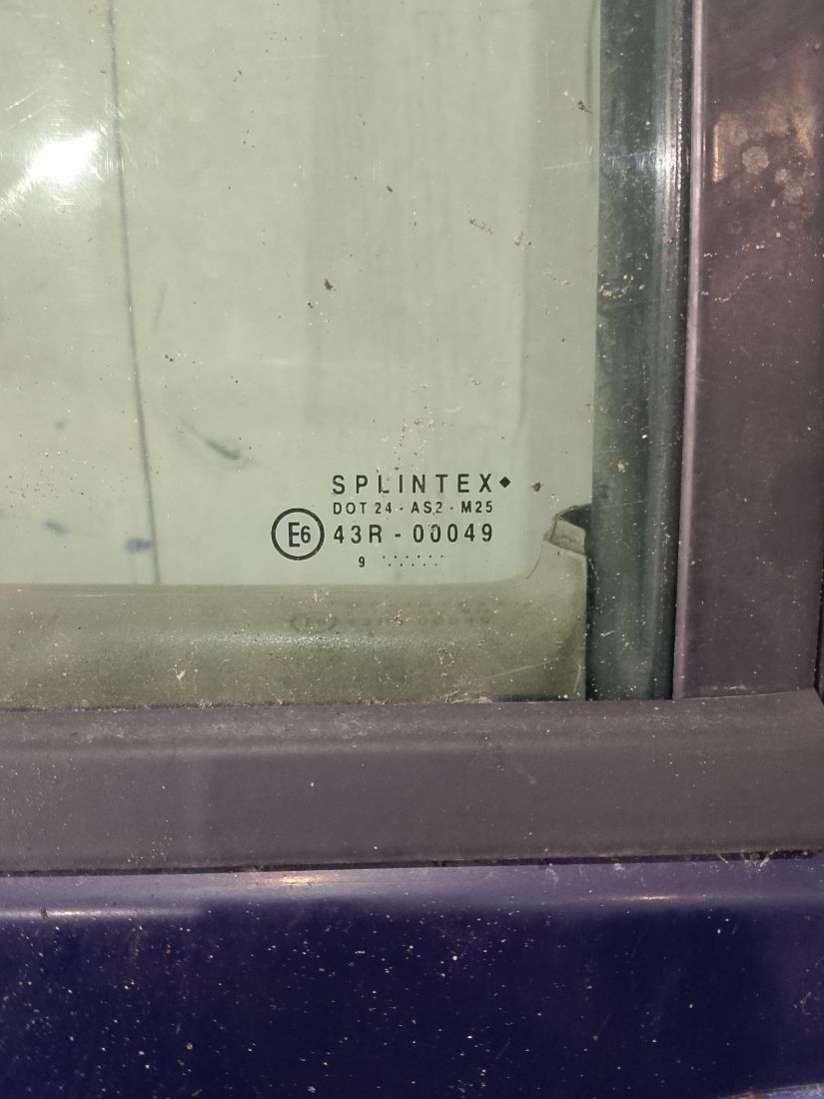 SPLINTEX◆
DOT 24 - AS2 - M25
E6 43R - 00049
9